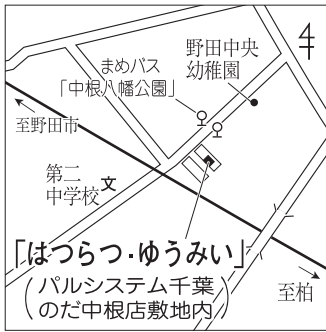 まめバス
「中根八幡公園」
野田中央
幼稚園
至野田市
第二
中学校
文
「はつらつ・ゆうみい」
(パルシステム千葉
のだ中根店敷地内)
至柏